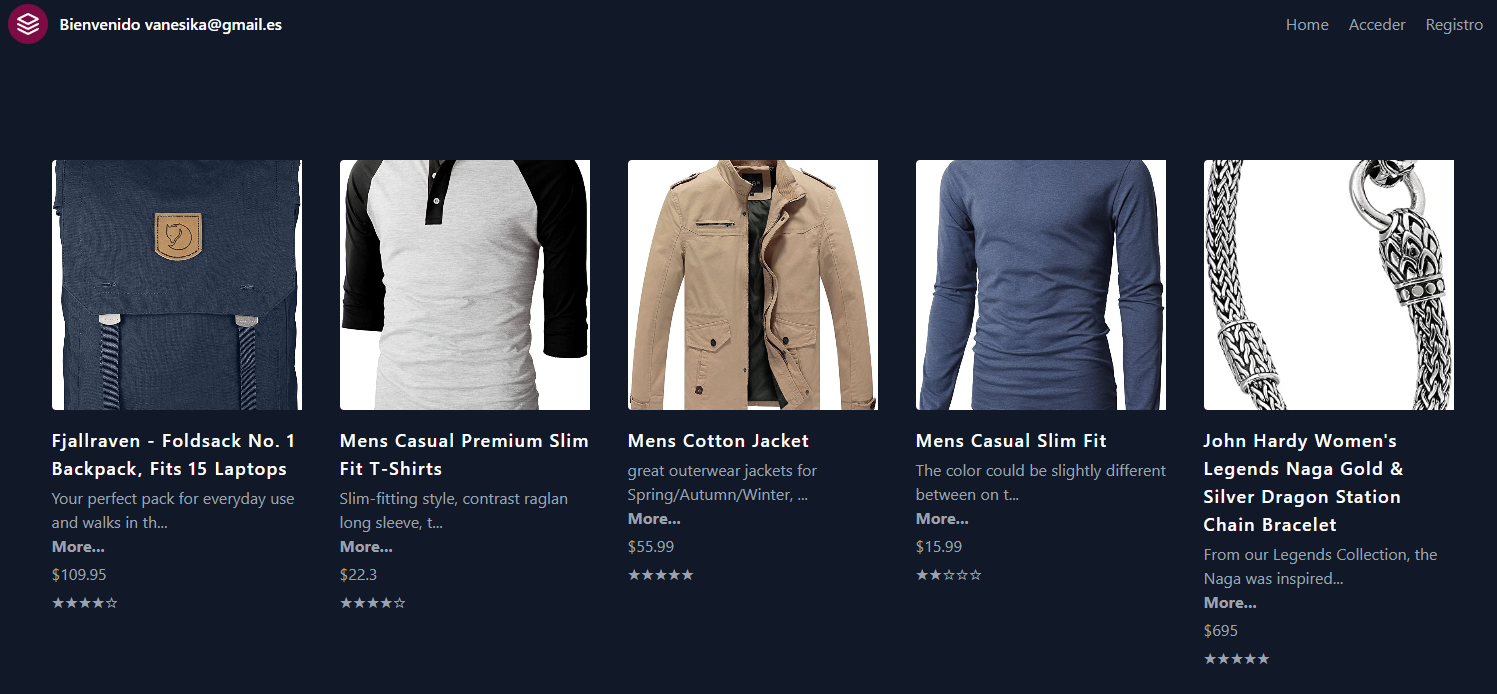 Bienvenido vanesika@gmail.es
Home
Acceder
Registro
Fjallraven - Foldsack No. 1
Backpack, Fits 15 Laptops
Your perfect pack for everyday use
and walks in th...
More...
$109.95
★★★★☆
Mens Casual Premium Slim
Fit T-Shirts
Slim-fitting style, contrast raglan
long sleeve, t...
More...
$22.3
★★★★☆
Mens Cotton Jacket
great outerwear jackets for
Spring/Autumn/Winter, ...
More...
$55.99
★★★★★
Mens Casual Slim Fit
The color could be slightly different
between on t...
More...
$15.99
★★☆☆☆
John Hardy Women's
Legends Naga Gold &
Silver Dragon Station
Chain Bracelet
From our Legends Collection, the
Naga was inspired...
More...
$695
★★★★★